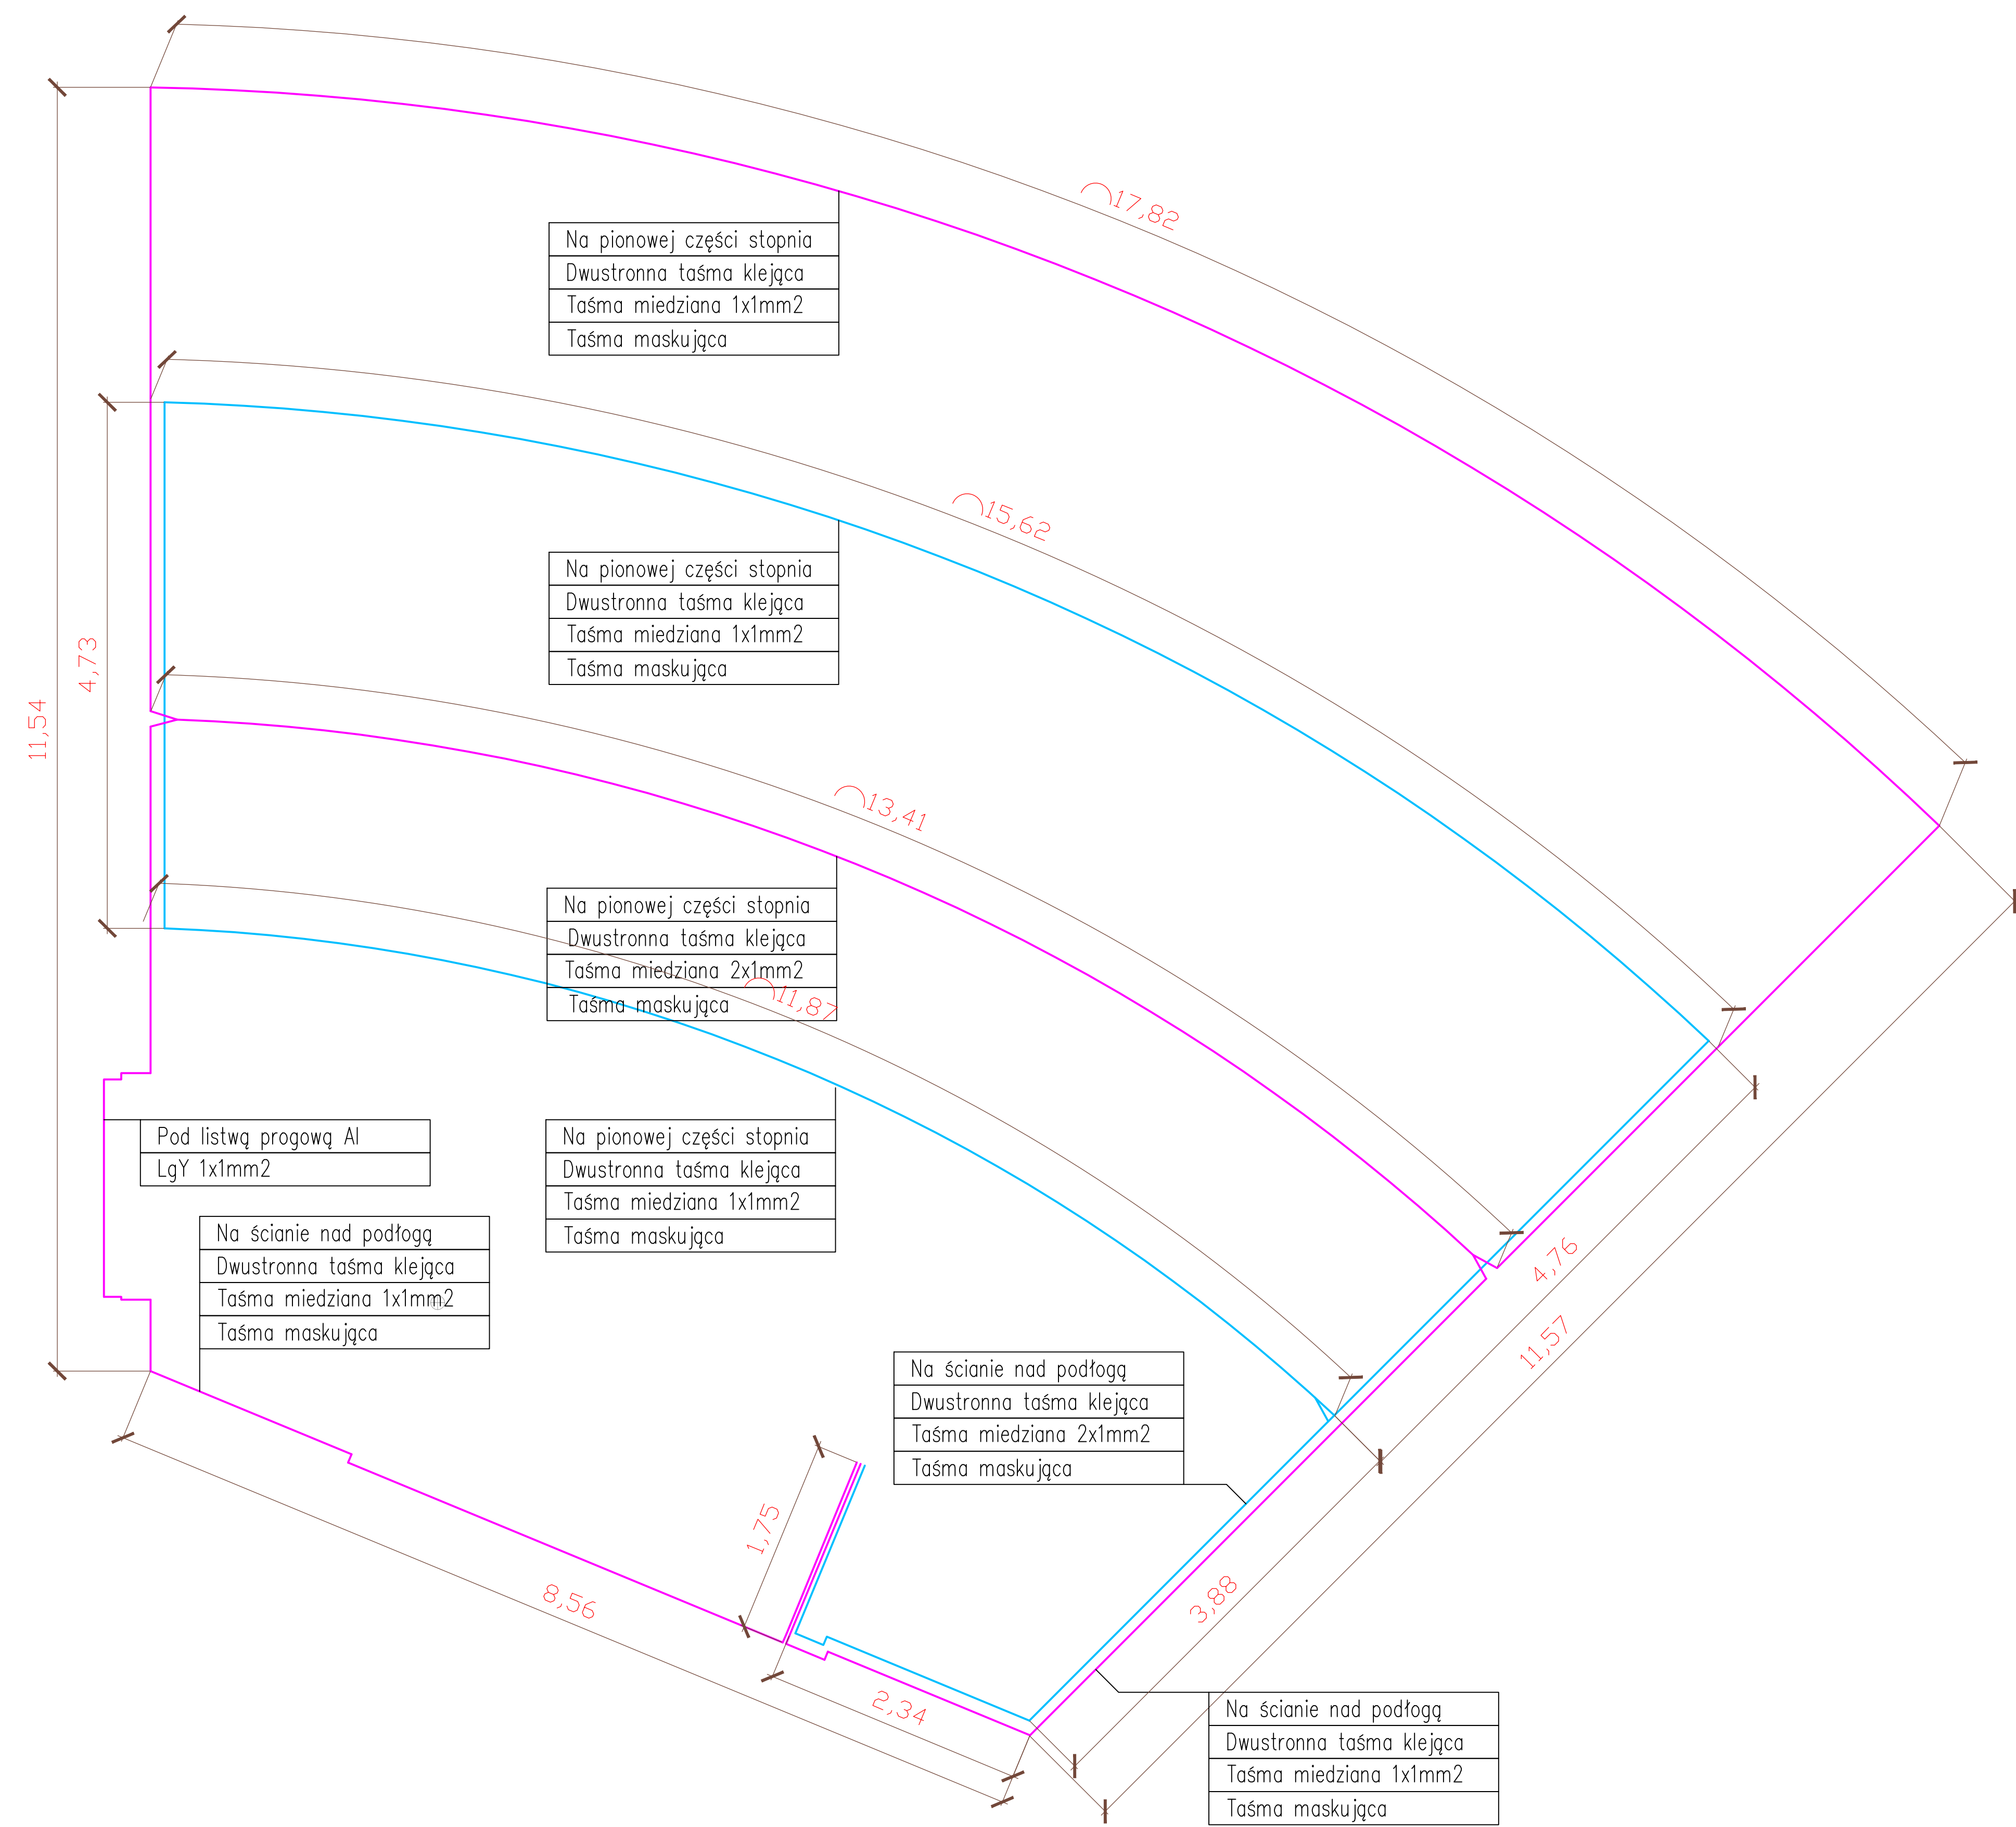 17,82
Na pionowej części stopnia
Dwustronna taśma klejąca
Taśma miedziana 1x1mm2
Taśma maskująca
15,62
Na pionowej części stopnia
Dwustronna taśma klejąca
Taśma miedziana 1x1mm2
Taśma maskująca
4,73
11,54
13,41
Na pionowej części stopnia
Dwustronna taśma klejąca
Taśma miedziana 2x1mm2
Taśma maskująca
11,87
Pod listwą progową Al
LgY 1x1mm2
Na pionowej części stopnia
Dwustronna taśma klejąca
Taśma miedziana 1x1mm2
Taśma maskująca
Na ścianie nad podłogą
Dwustronna taśma klejąca
Taśma miedziana 1x1mm2
Taśma maskująca
4,76
11,57
Na ścianie nad podłogą
Dwustronna taśma klejąca
Taśma miedziana 2x1mm2
Taśma maskująca
1,75
8,56
3,88
2,34
Na ścianie nad podłogą
Dwustronna taśma klejąca
Taśma miedziana 1x1mm2
Taśma maskująca